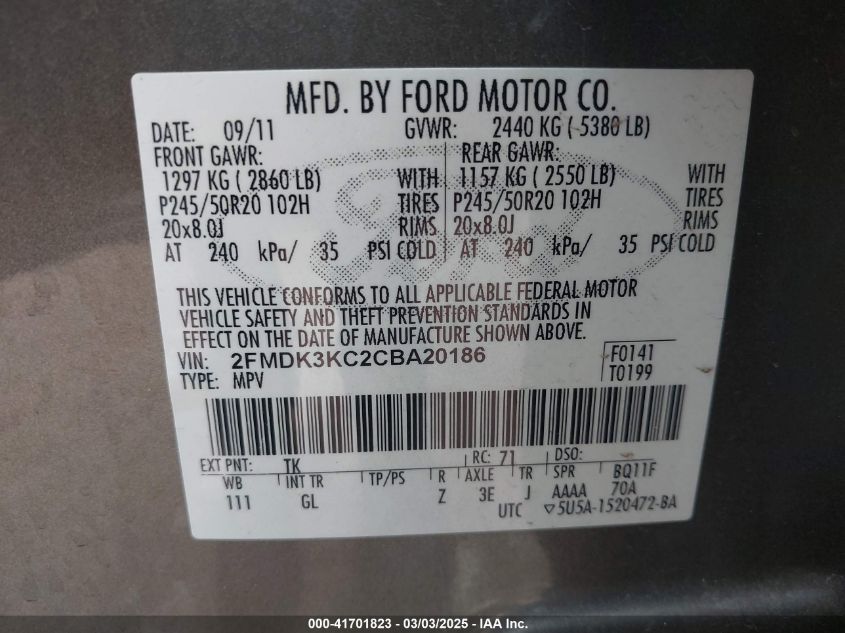 MFD. BY FORD MOTOR CO.
DATE: 09/11 GVWR: 2440 KG ( 5380 LB)
FRONT GAWR: REAR GAWR:
1297 KG ( 2860 LB) WITH 1157 KG ( 2550 LB) WITH
P245/50R20 102H TIRES P245/50R20 102H TIRES
20x8.0J RIMS 20x8.0J RIMS
AT 240 kPa/ 35 PSI COLD AT 240 kPa/ 35 PSI COLD
THIS VEHICLE CONFORMS TO ALL APPLICABLE FEDERAL MOTOR
VEHICLE SAFETY AND THEFT PREVENTION STANDARDS IN
EFFECT ON THE DATE OF MANUFACTURE SHOWN ABOVE.
VIN: 2FMDK3KC2CBA20186 F0141
TYPE: MPV T0199
EXT PNT: TK RC: 71 DSO:
WB INT TR TP/PS R AXLE TR SPR BQ11F
111 GL Z 3E J AAAA 70A
UTC ▽5U5A-1520472-BA
000-41701823 - 03/03/2025 - Copyright IAA, Inc.